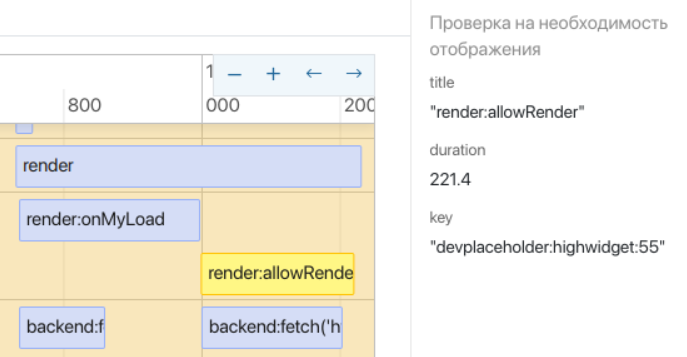 Проверка на необходимость
отображения
title
"render:allowRender"
duration
221.4
key
"devplaceholder:highwidget:55"
1 − + ← →
800 000 200
render
render:onMyLoad
render:allowRende
backend:f backend:fetch('h